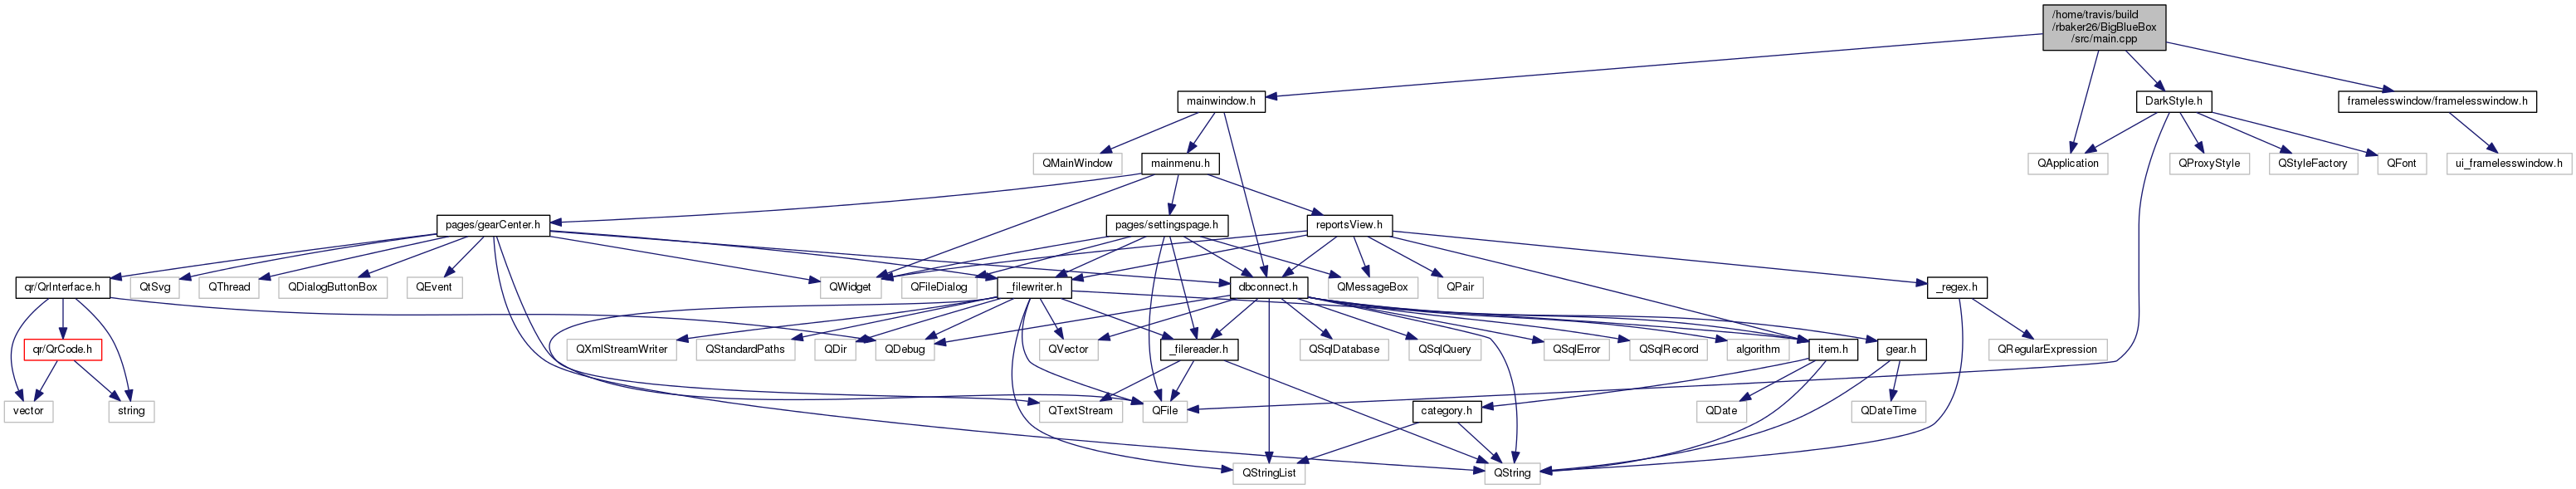 /home/travis/build
/rbaker26/BigBlueBox
/src/main.cpp
mainwindow.h
DarkStyle.h
framelesswindow/framelesswindow.h
QMainWindow
mainmenu.h
QApplication
QProxyStyle
QStyleFactory
QFont
ui_framelesswindow.h
pages/gearCenter.h
pages/settingspage.h
reportsView.h
qr/QrInterface.h
QtSvg
QThread
QDialogButtonBox
QEvent
QWidget
QFileDialog
_filewriter.h
dbconnect.h
QMessageBox
QPair
_regex.h
qr/QrCode.h
QXmlStreamWriter
QStandardPaths
QDir
QDebug
QVector
_filereader.h
QSqlDatabase
QSqlQuery
QSqlError
QSqlRecord
algorithm
item.h
gear.h
QRegularExpression
vector
string
QTextStream
QFile
category.h
QDate
QDateTime
QStringList
QString